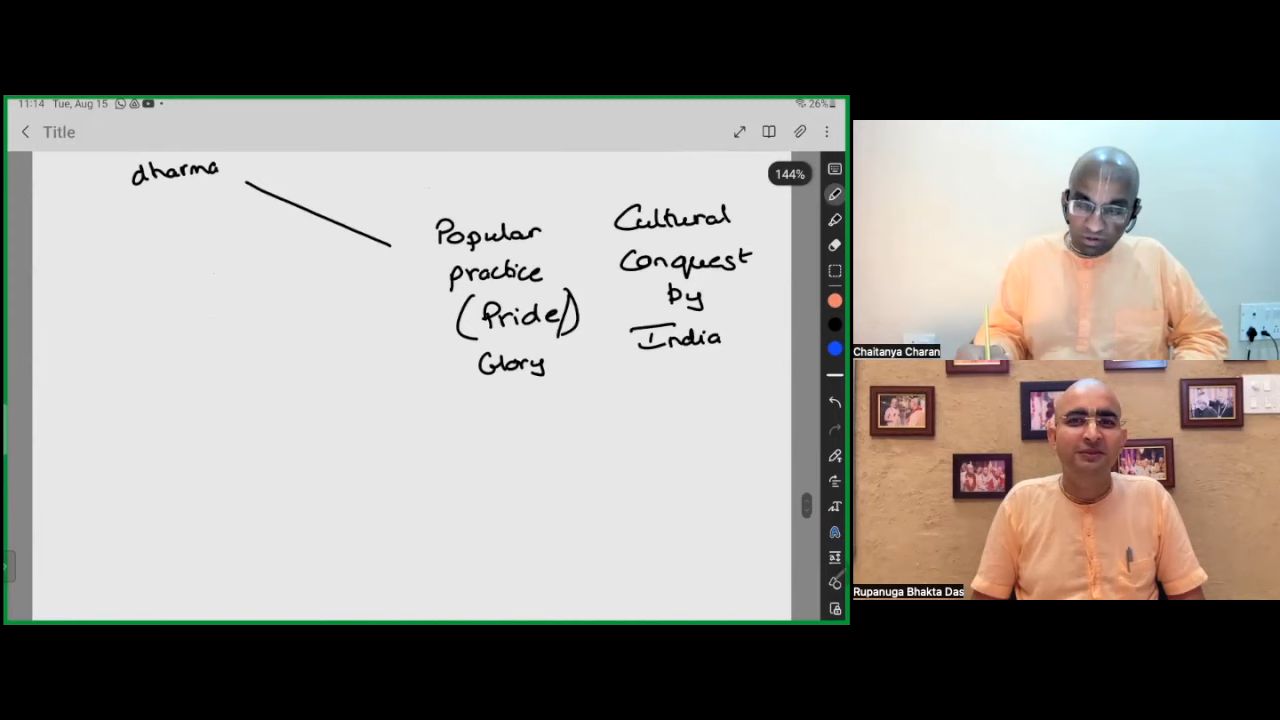 11:14 Tue, Aug 15
26%
Title
144%
dharma
Popular
practice
(Pride)
Glory
Cultural
Conquest
by
India
Chaitanya Charan
Rupanuga Bhakta Das